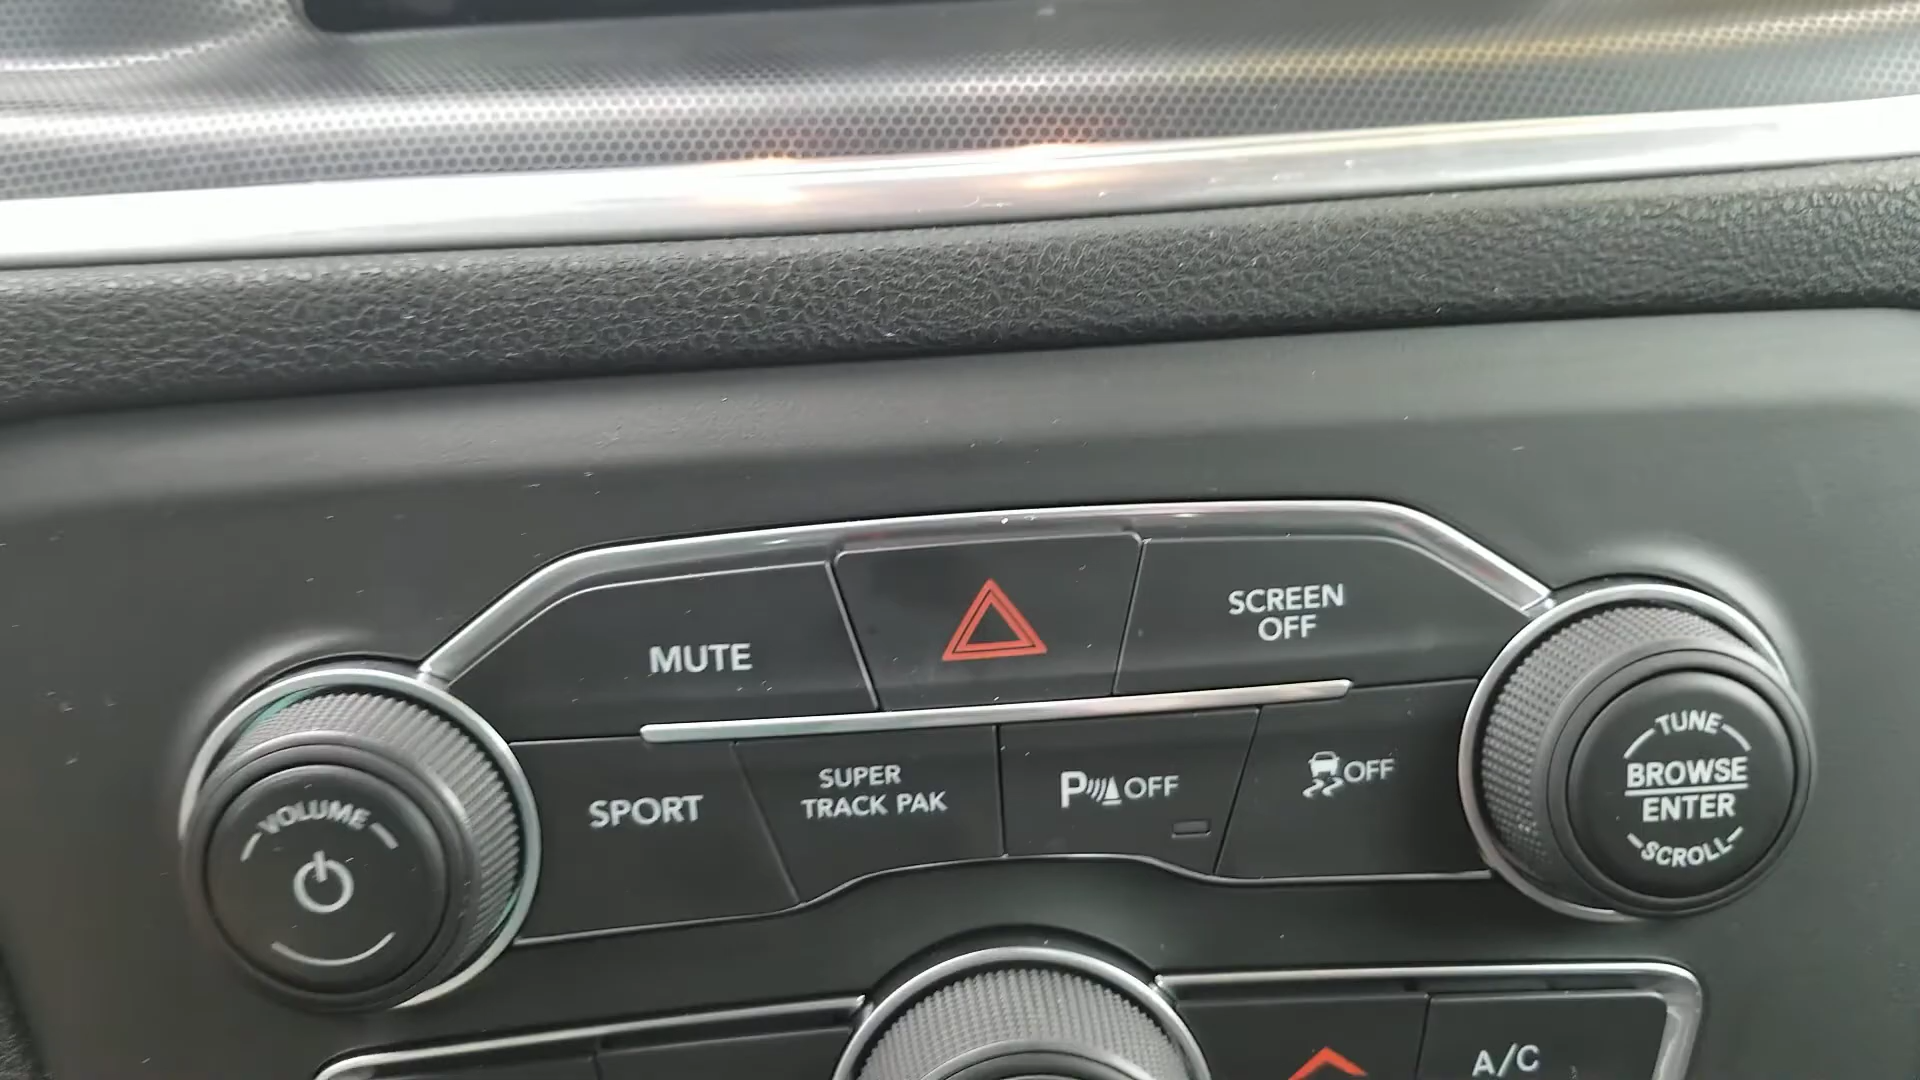 MUTE
SCREEN
OFF
VOLUME
SPORT
SUPER
TRACK PAK
P OFF
OFF
TUNE
BROWSE
ENTER
SCROLL
A/C